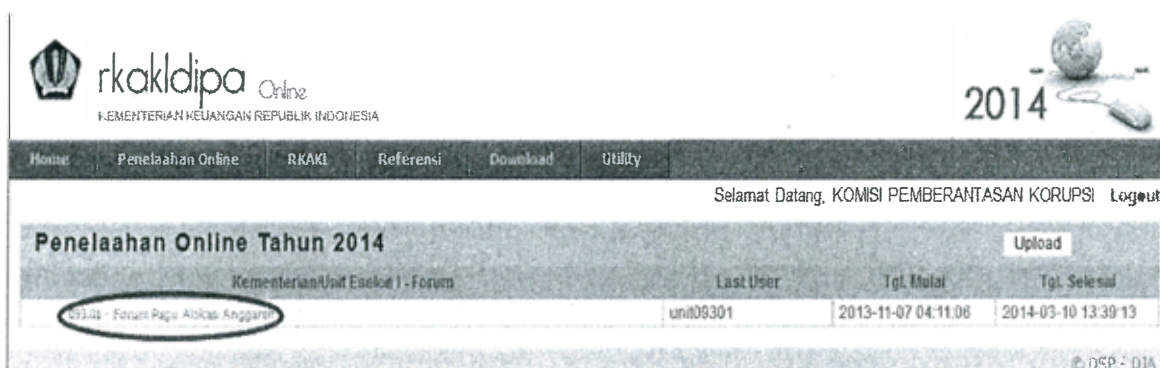 rkakldipa Online
KEMENTERIAN KEUANGAN REPUBLIK INDONESIA
2014
Home Penelaahan Online RKAKL Referensi Download Utility
Selamat Datang, KOMISI PEMBERANTASAN KORUPSI Logout
Penelaahan Online Tahun 2014 Upload
Kementerian/Unit Eselon I - Forum Last User Tgl. Mulai Tgl. Selesai
093.01 - Forum Pagu Alokasi Anggaran unit09301 2013-11-07 04:11:06 2014-03-10 13:39:13
© DSP - DIA